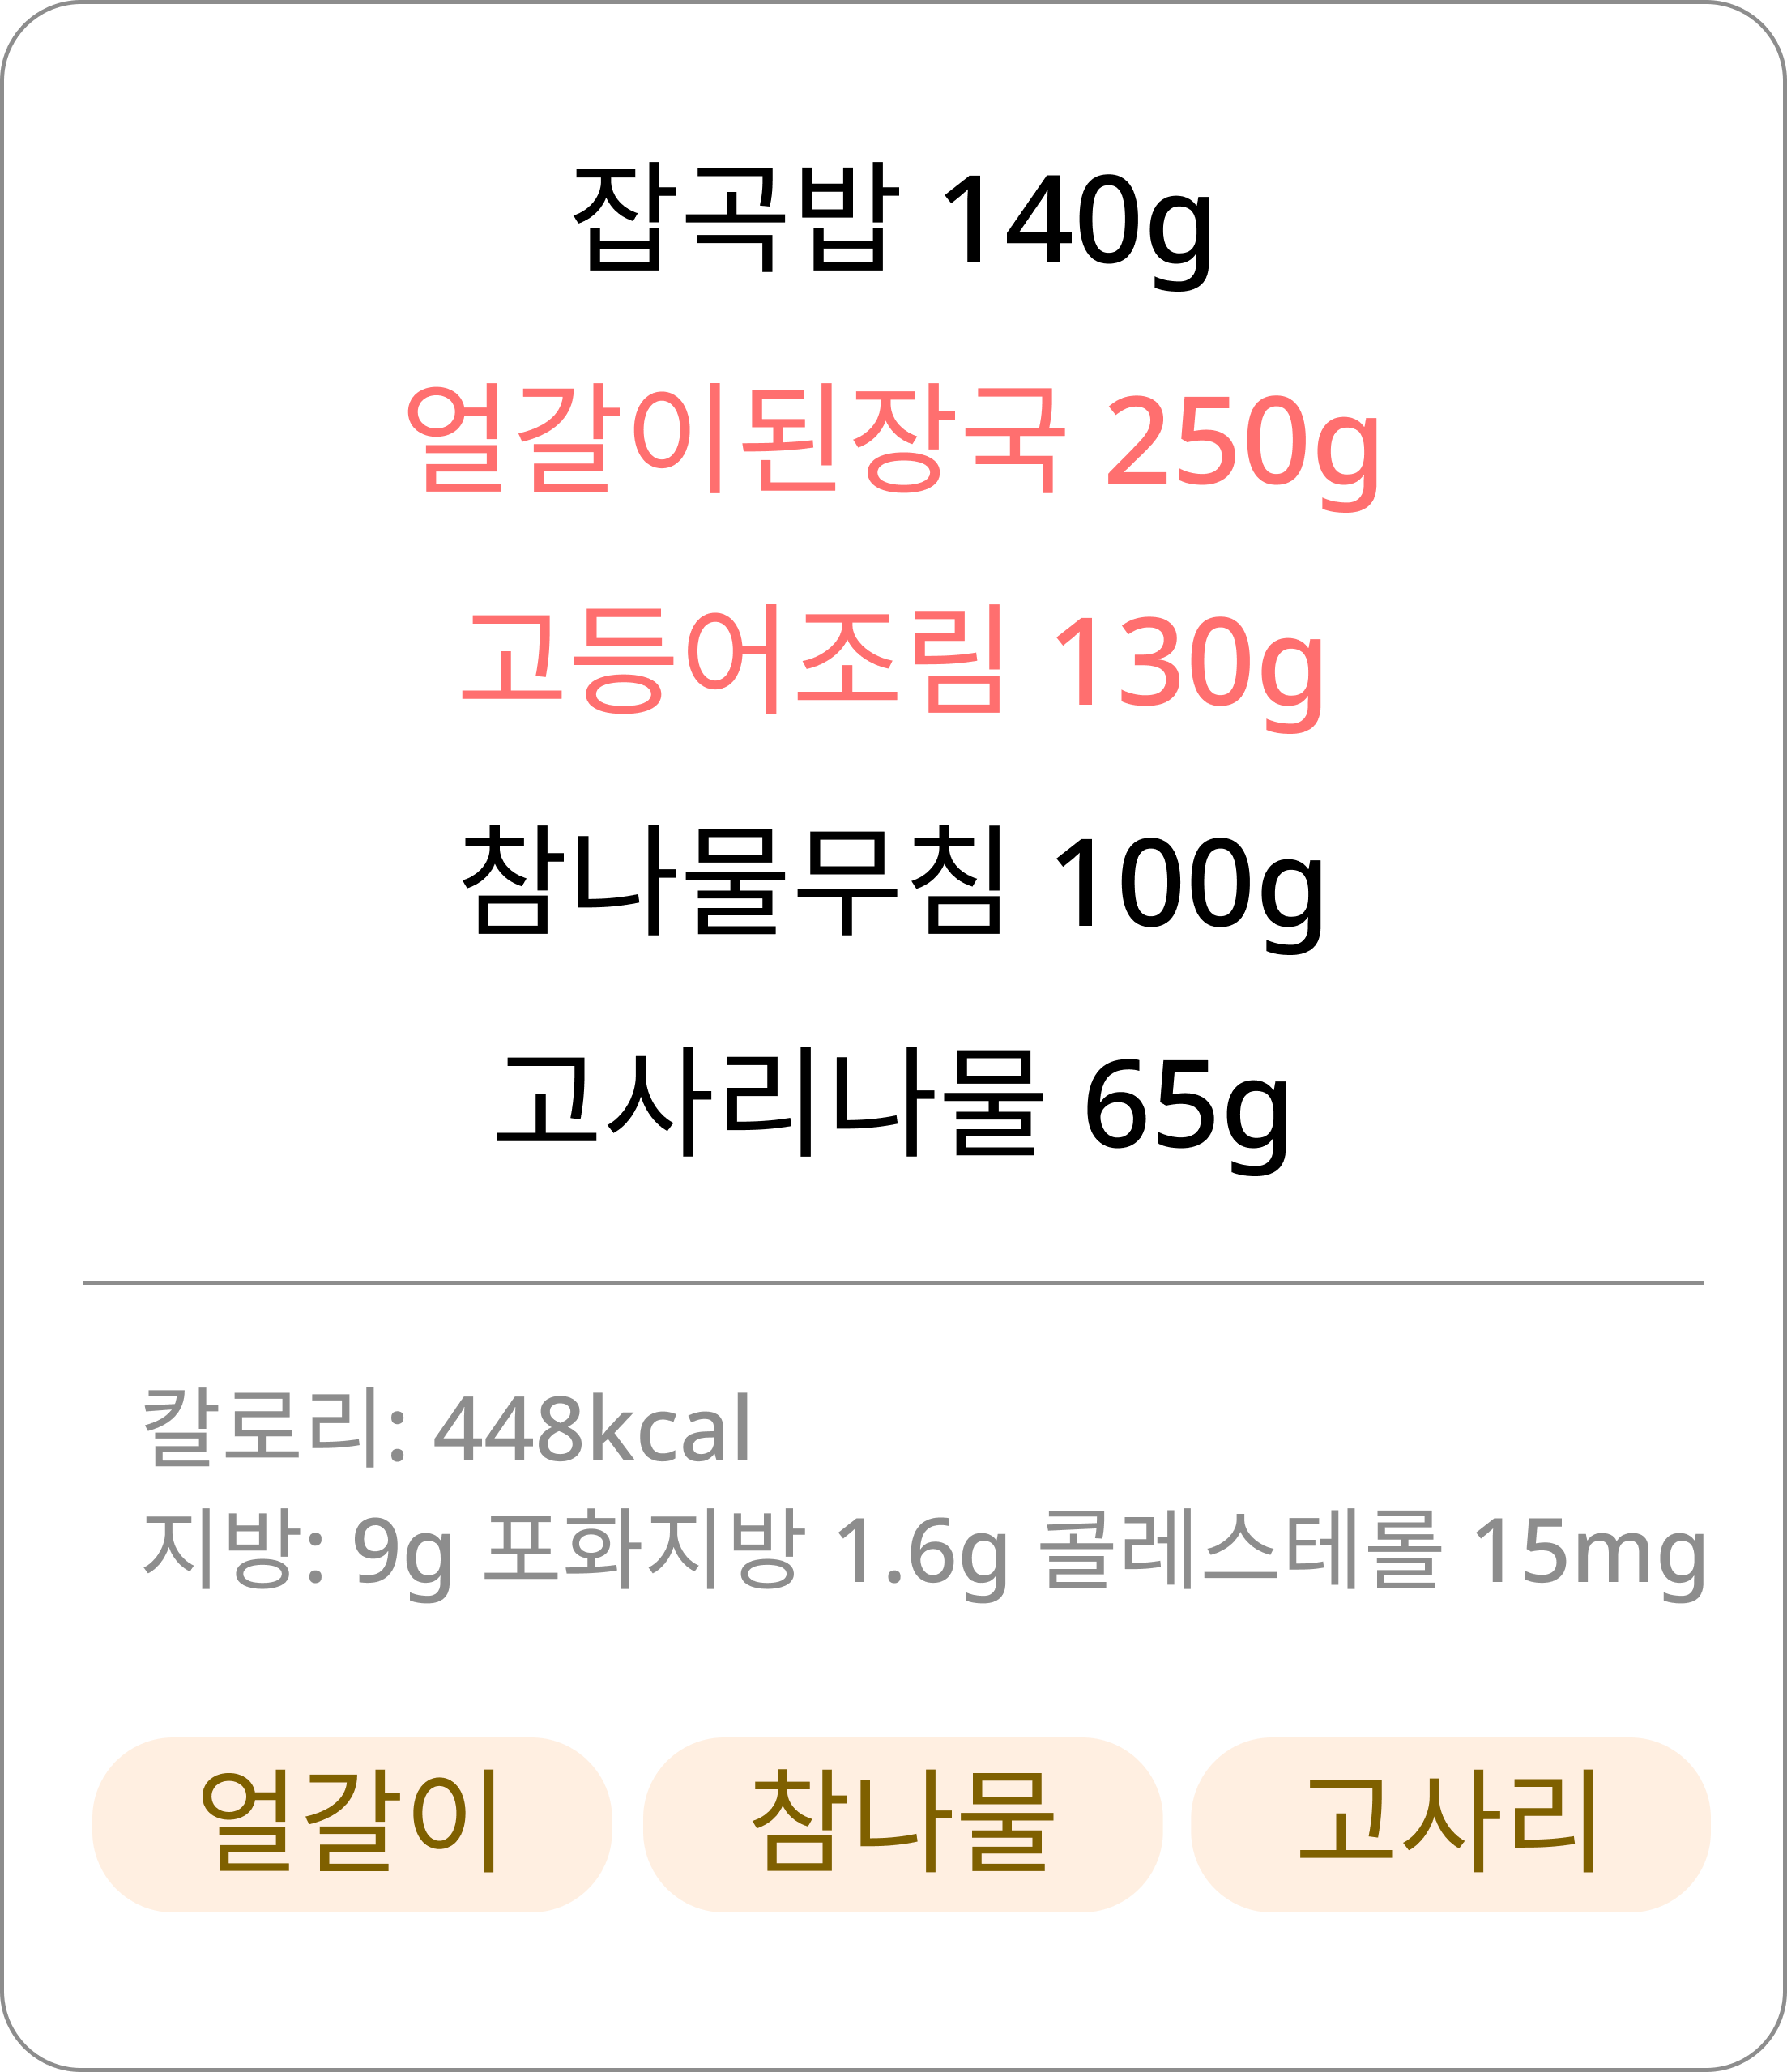 잡곡밥 140g
얼갈이된장국 250g
고등어조림 130g
참나물무침 100g
고사리나물 65g
칼로리: 448kcal
지방: 9g 포화지방 1.6g 콜레스테롤 115mg
얼갈이 참나물 고사리